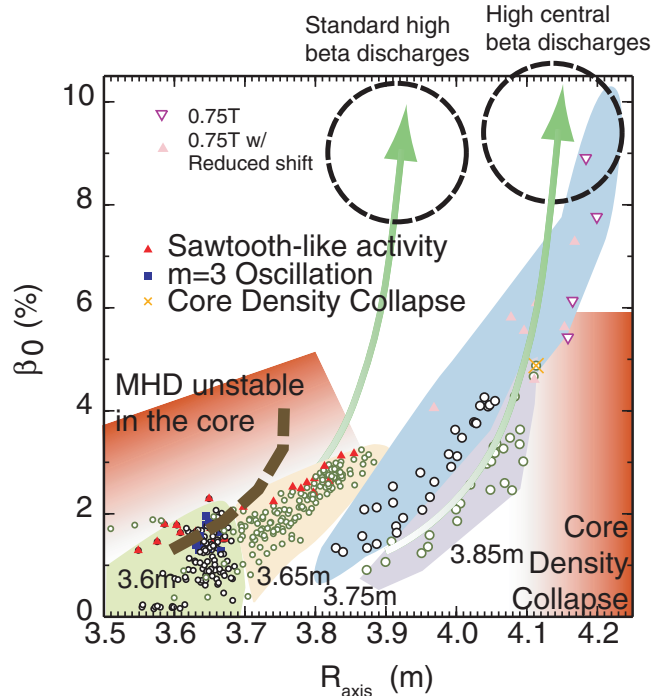 Standard high
beta discharges
High central
beta discharges
10
8
6
4
2
0
β0 (%)
0.75T
0.75T w/
Reduced shift
Sawtooth-like activity
m=3 Oscillation
Core Density Collapse
MHD unstable
in the core
3.6m
3.65m
3.75m
3.85m
Core
Density
Collapse
3.5 3.6 3.7 3.8 3.9 4.0 4.1 4.2
Raxis (m)